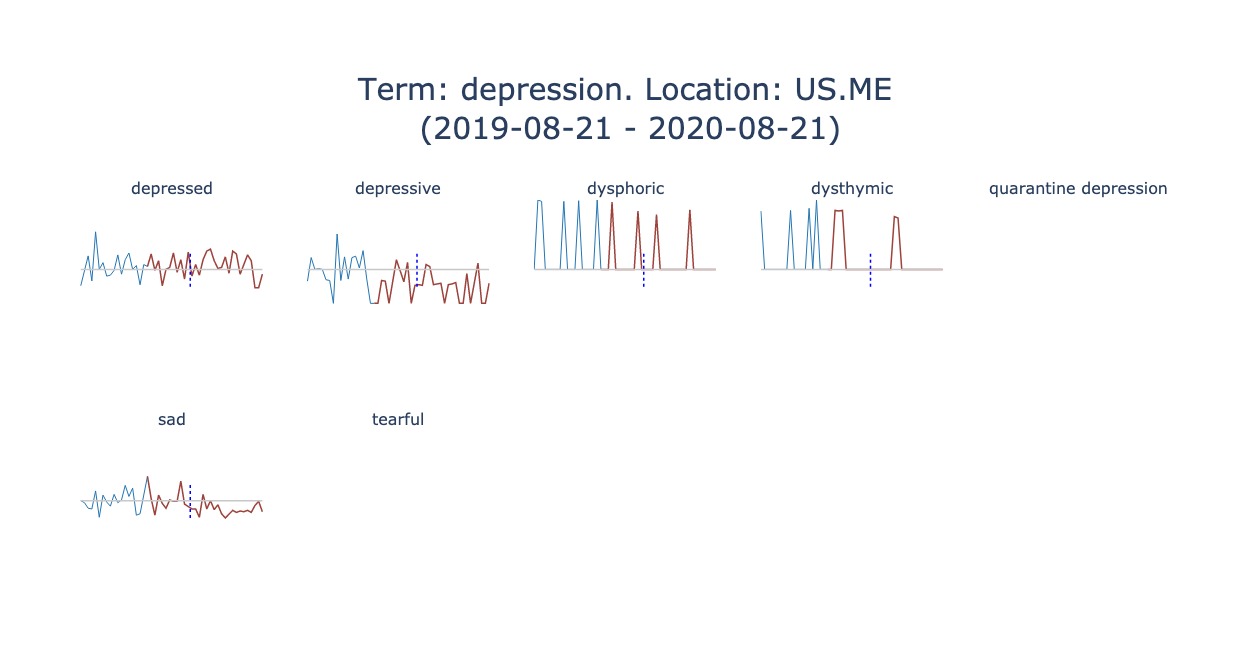 Term: depression. Location: US.ME
(2019-08-21 - 2020-08-21)
depressed
depressive
dysphoric
dysthymic
quarantine depression
sad
tearful